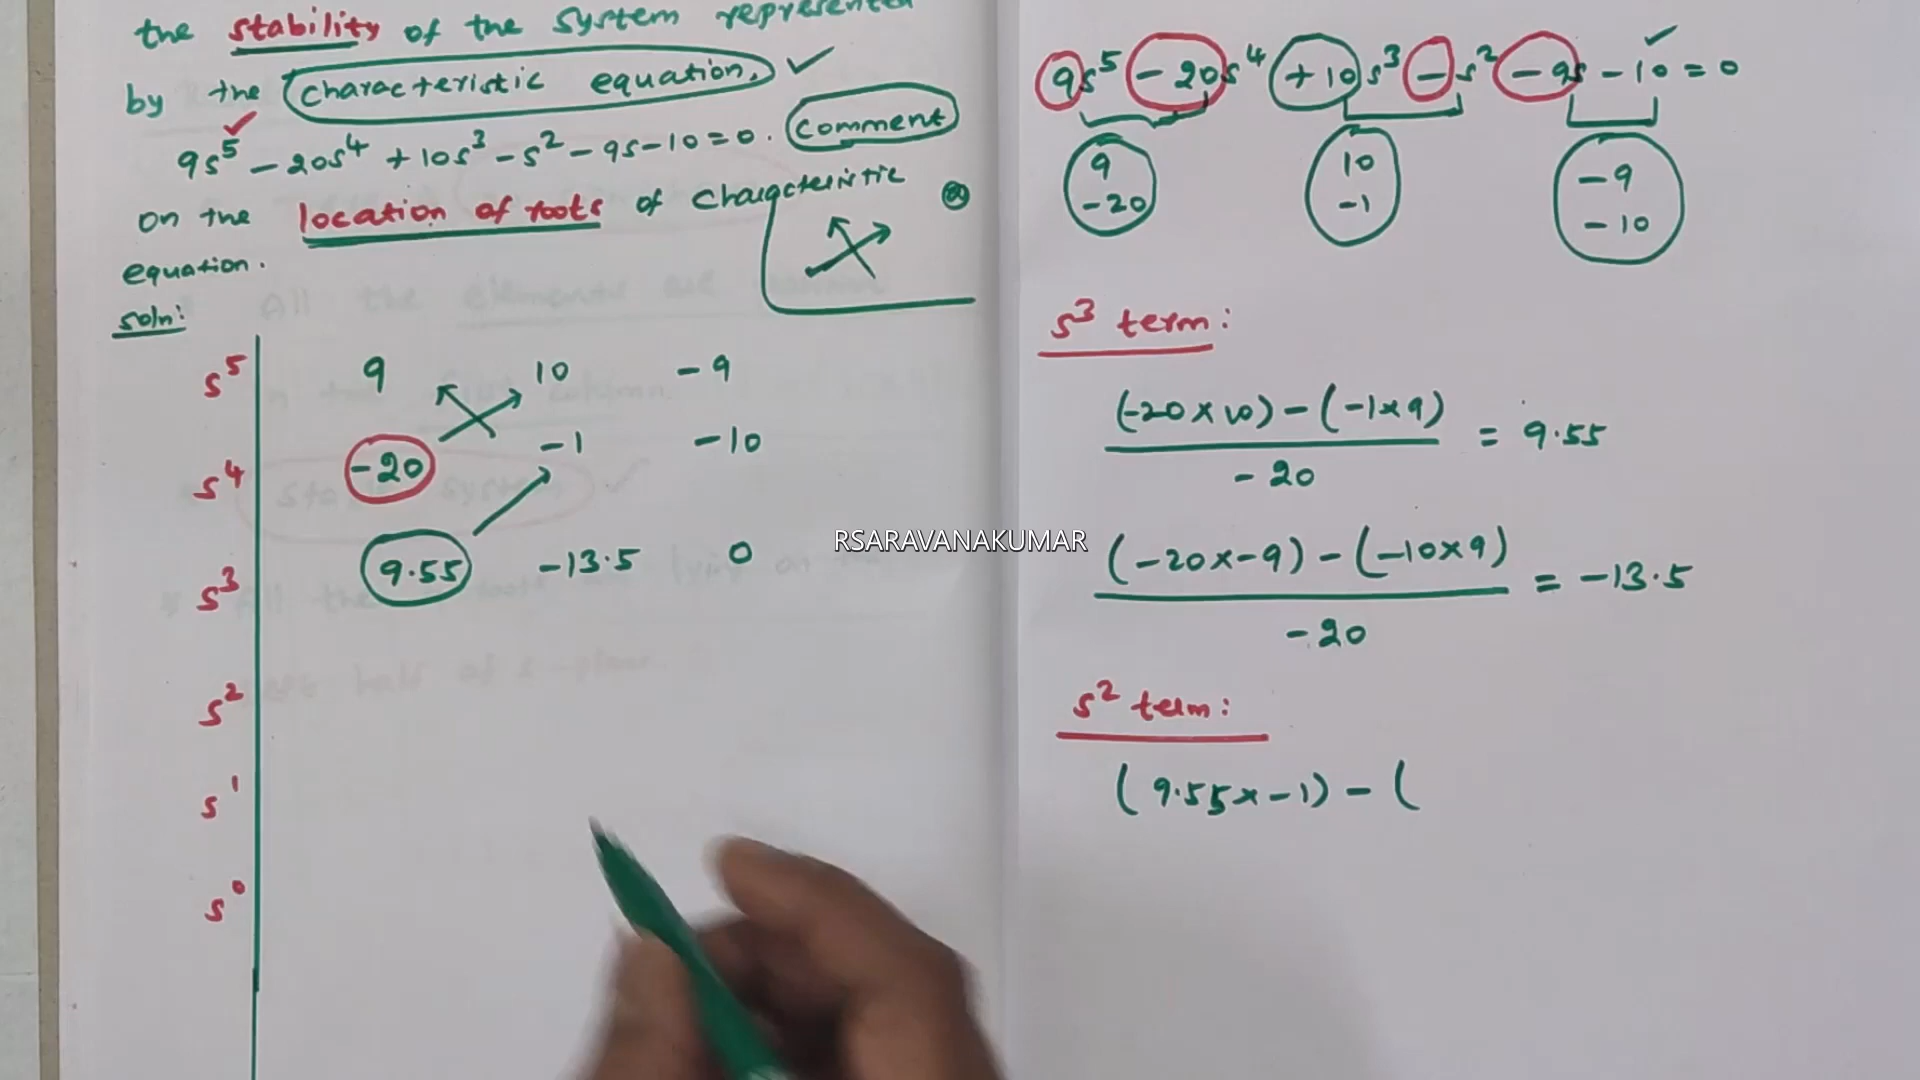 the stability of the system represented
by the characteristic equation,
9s⁵ - 20s⁴ + 10s³ - s² - 9s - 10 = 0. comment
on the location of roots of characteristic
equation.
soln:
s⁵ 9 10 -9
s⁴ -20 -1 -10
s³ 9.55 -13.5 0
s²
s¹
s⁰
9s⁵ - 20s⁴ + 10s³ - s² - 9s - 10 = 0
9 10 -9
-20 -1 -10
s³ term:
(-20 x 10) - (-1 x 9)
= 9.55
-20
(-20 x -9) - (-10 x 9)
= -13.5
-20
s² term:
(9.55 x -1) - (
RSARAVANAKUMAR